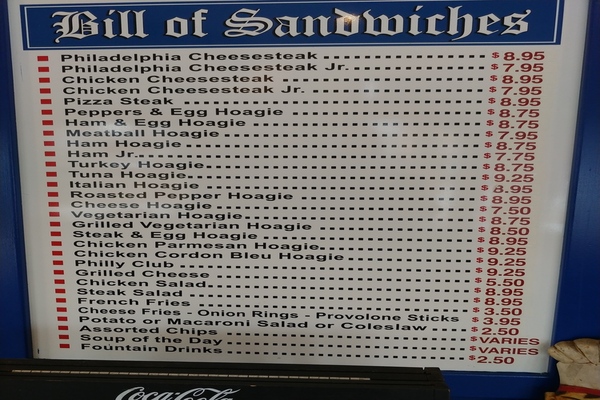 Bill of Sandwiches
Philadelphia Cheesesteak $8.95
Philadelphia Cheesesteak Jr. $7.95
Chicken Cheesesteak $8.95
Chicken Cheesesteak Jr. $7.95
Pizza Steak $8.95
Peppers & Egg Hoagie $8.75
Ham & Egg Hoagie $8.75
Meatball Hoagie $7.95
Ham Hoagie $8.75
Ham Jr. $7.75
Turkey Hoagie $8.75
Tuna Hoagie $9.25
Italian Hoagie $8.95
Roasted Pepper Hoagie $8.95
Cheese Hoagie $7.50
Vegetarian Hoagie $8.75
Grilled Vegetarian Hoagie $8.50
Steak & Egg Hoagie $8.95
Chicken Parmesan Hoagie $9.25
Chicken Cordon Bleu Hoagie $9.25
Philly Club $9.25
Grilled Cheese $5.50
Chicken Salad $8.95
Steak Salad $8.95
French Fries $3.50
Cheese Fries - Onion Rings - Provolone Sticks $3.95
Potato or Macaroni Salad or Coleslaw $2.50
Assorted Chips $VARIES
Soup of the Day $VARIES
Fountain Drinks $2.50
Coca-Cola